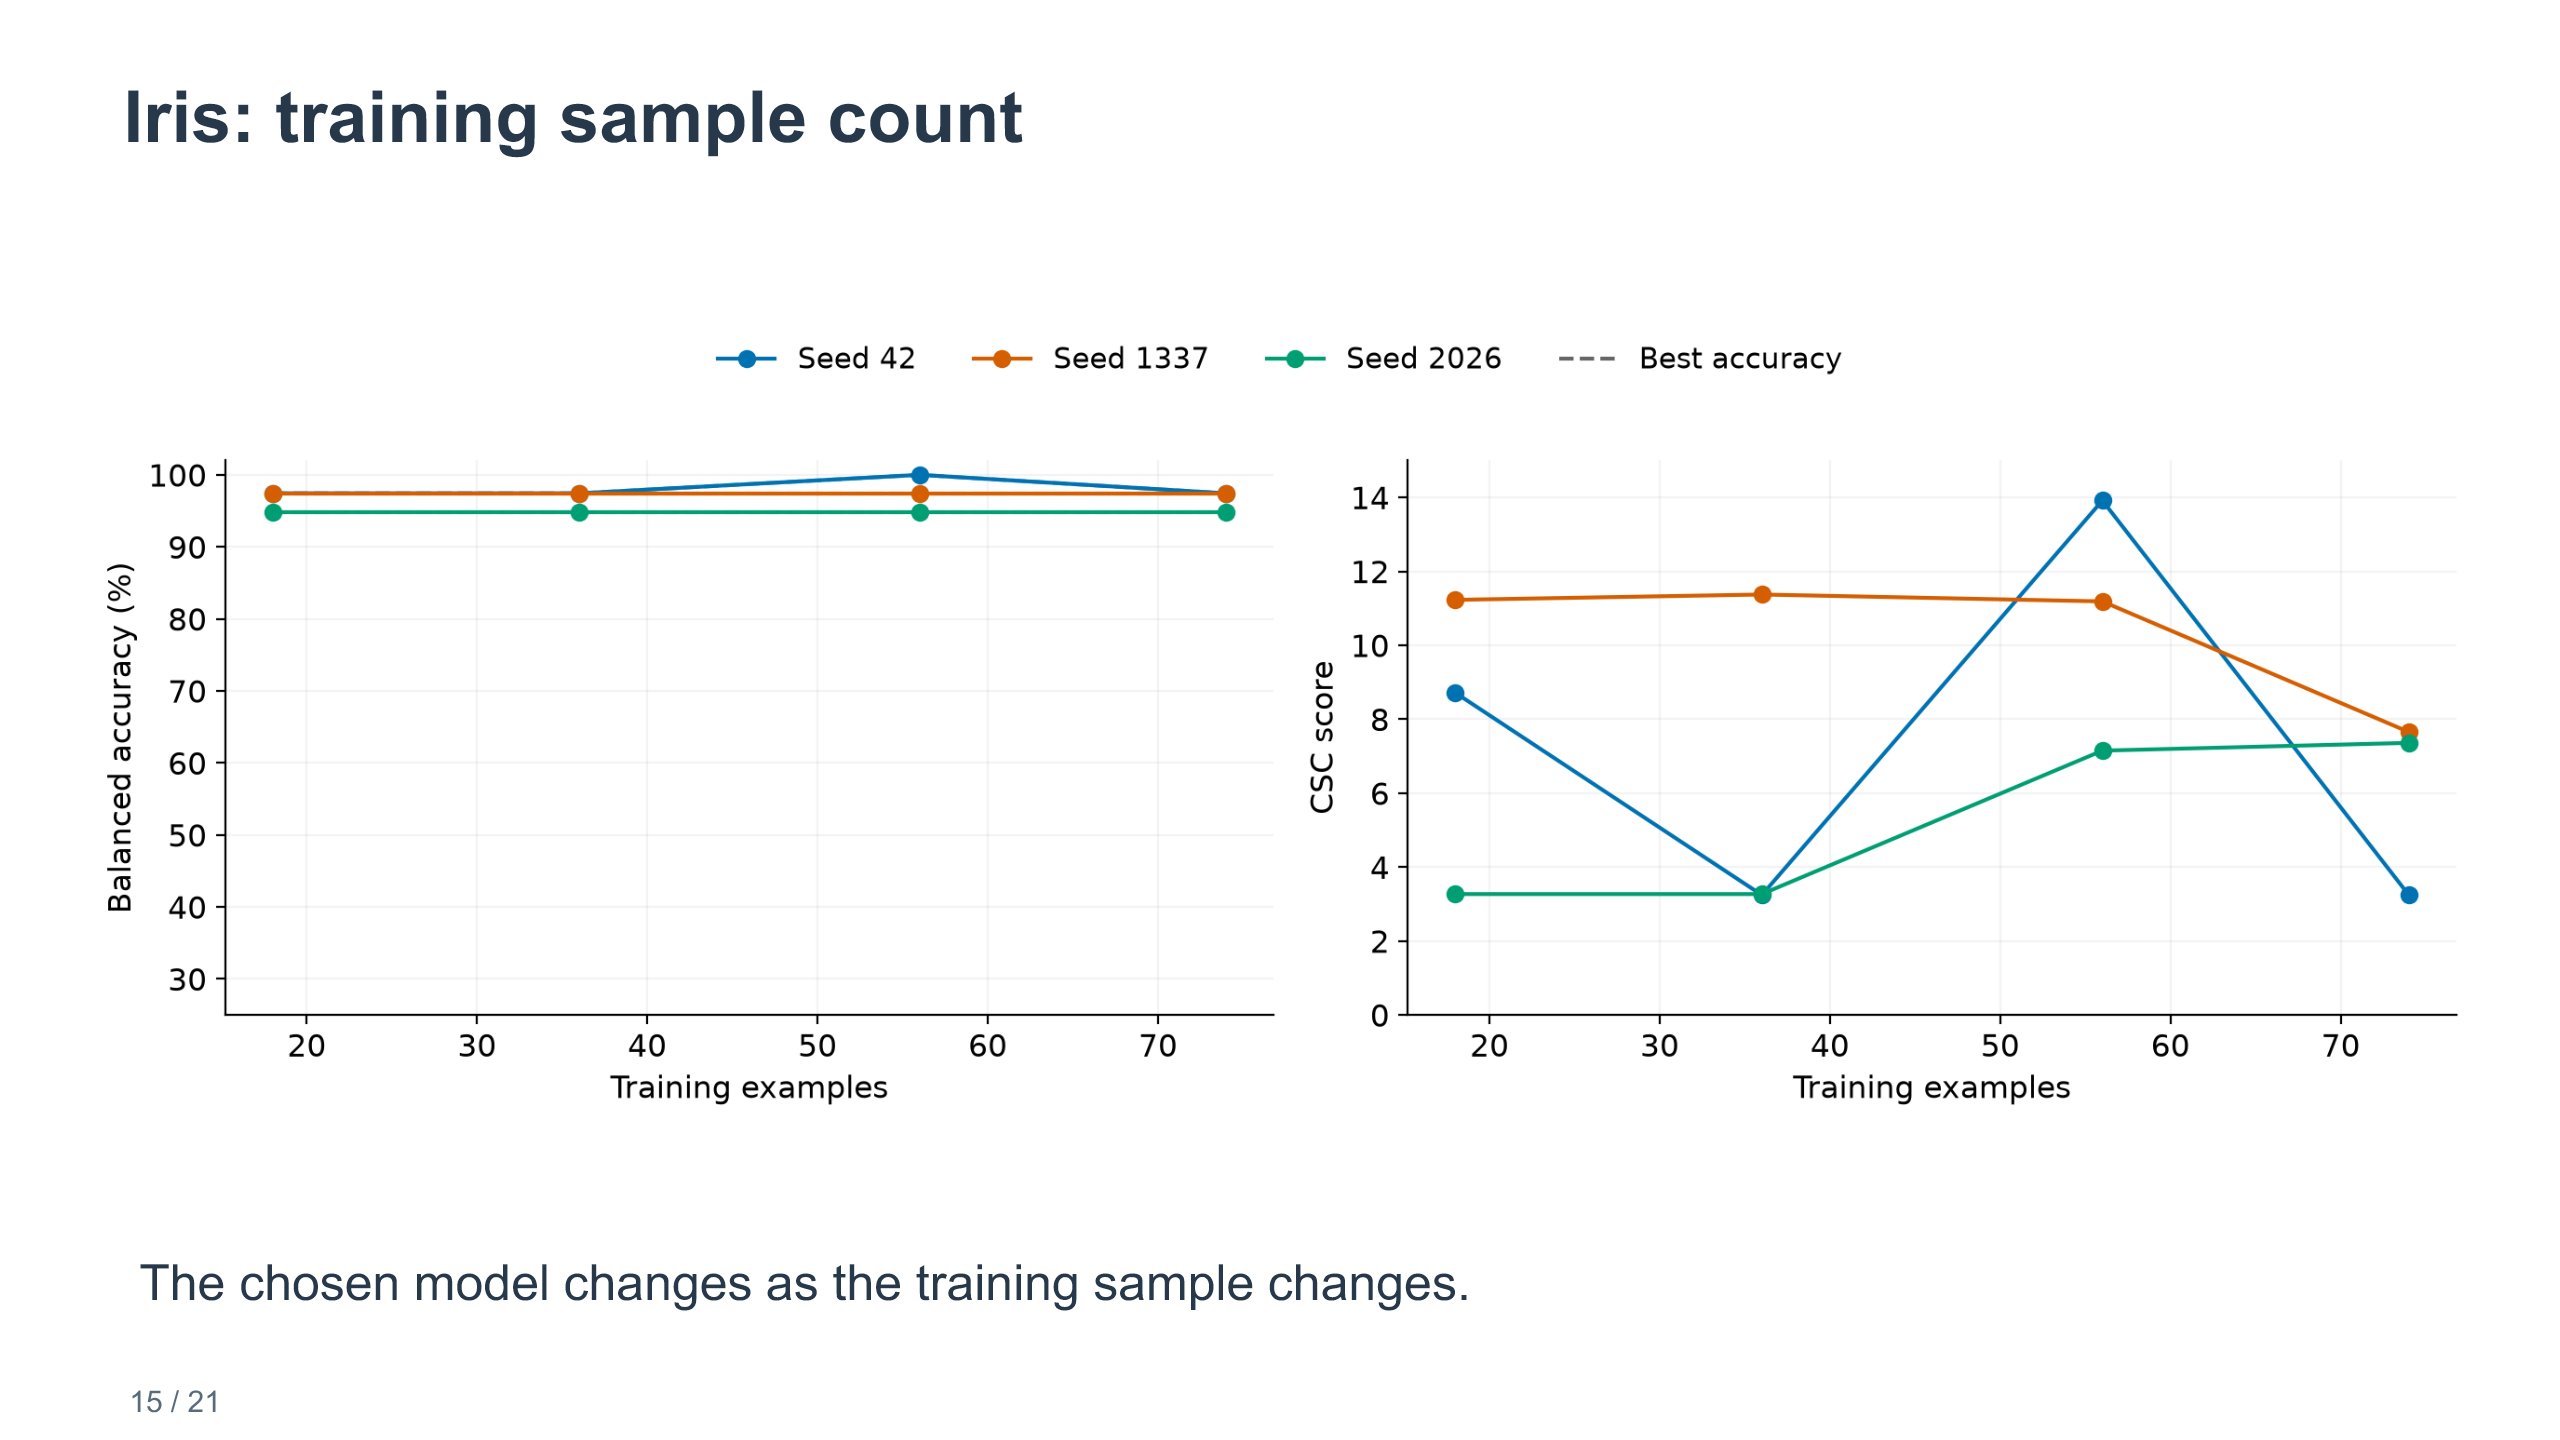 Iris: training sample count
Seed 42 Seed 1337 Seed 2026 Best accuracy
Balanced accuracy (%)
100
90
80
70
60
50
40
30
20 30 40 50 60 70
Training examples
CSC score
14
12
10
8
6
4
2
0
20 30 40 50 60 70
Training examples
The chosen model changes as the training sample changes.
15 / 21